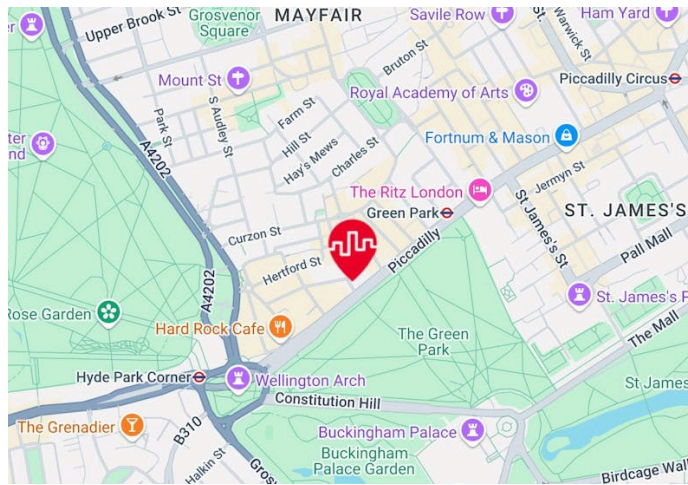 MAYFAIR
Savile Row
Ham Yard
Upper Brook St
Grosvenor
Square
St.
Warwick St
Bruton St
Piccadilly Circus
Mount St
Royal Academy of Arts
S Audley St
Park St
Farm St
Fortnum & Mason
A4202
Hill St
Hay's Mews
Charles St
Jermyn St
The Ritz London
Green Park
St James's St
ST. JAMES'S
Curzon St
Piccadilly
Pall Mall
Hertford St
A4202
St. James's P
Rose Garden
Hard Rock Cafe
The Green
Park
The Mall
Hyde Park Corner
Wellington Arch
St James
Constitution Hill
The Grenadier
B310
Buckingham Palace
Buckingham
Palace Garden
Halkin St
Gros
Birdcage Walk